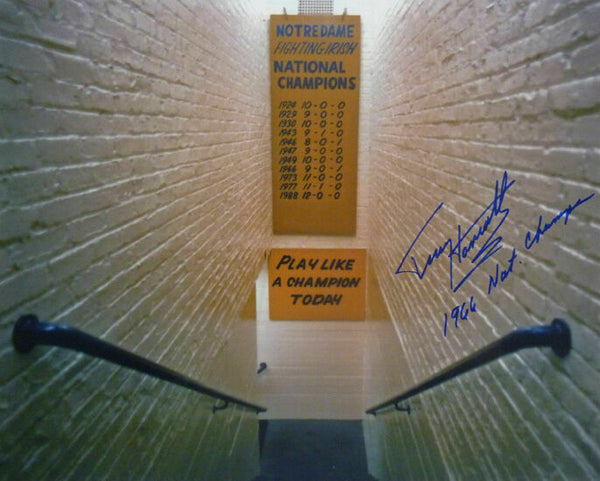 NOTRE DAME
FIGHTING IRISH
NATIONAL
CHAMPIONS
1924 10-0-0
1929 9-0-0
1930 10-0-0
1943 9-1-0
1946 8-0-1
1947 9-0-0
1949 10-0-0
1966 9-0-1
1973 11-0-0
1977 11-1-0
1988 12-0-0
PLAY LIKE
A CHAMPION
TODAY
Terry Hanratty
1966 Nat. Champs